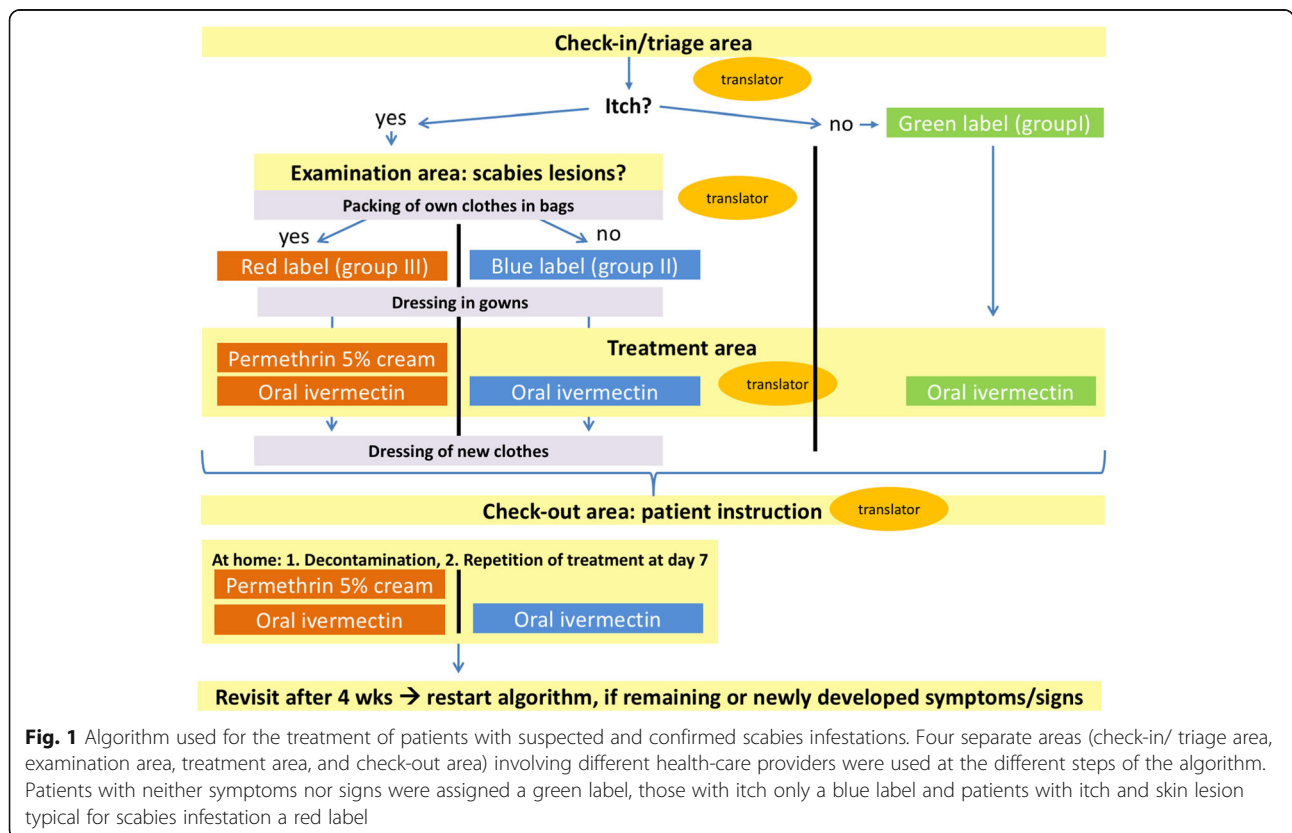 Check-in/triage area
translator
Itch?
yes
no
Green label (groupI)
Examination area: scabies lesions?
translator
Packing of own clothes in bags
yes
no
Red label (group III)
Blue label (group II)
Dressing in gowns
Treatment area
Permethrin 5% cream
Oral ivermectin
Oral ivermectin
translator
Oral ivermectin
Dressing of new clothes
Check-out area: patient instruction
translator
At home: 1. Decontamination, 2. Repetition of treatment at day 7
Permethrin 5% cream
Oral ivermectin
Oral ivermectin
Revisit after 4 wks → restart algorithm, if remaining or newly developed symptoms/signs
Fig. 1 Algorithm used for the treatment of patients with suspected and confirmed scabies infestations. Four separate areas (check-in/ triage area,
examination area, treatment area, and check-out area) involving different health-care providers were used at the different steps of the algorithm.
Patients with neither symptoms nor signs were assigned a green label, those with itch only a blue label and patients with itch and skin lesion
typical for scabies infestation a red label